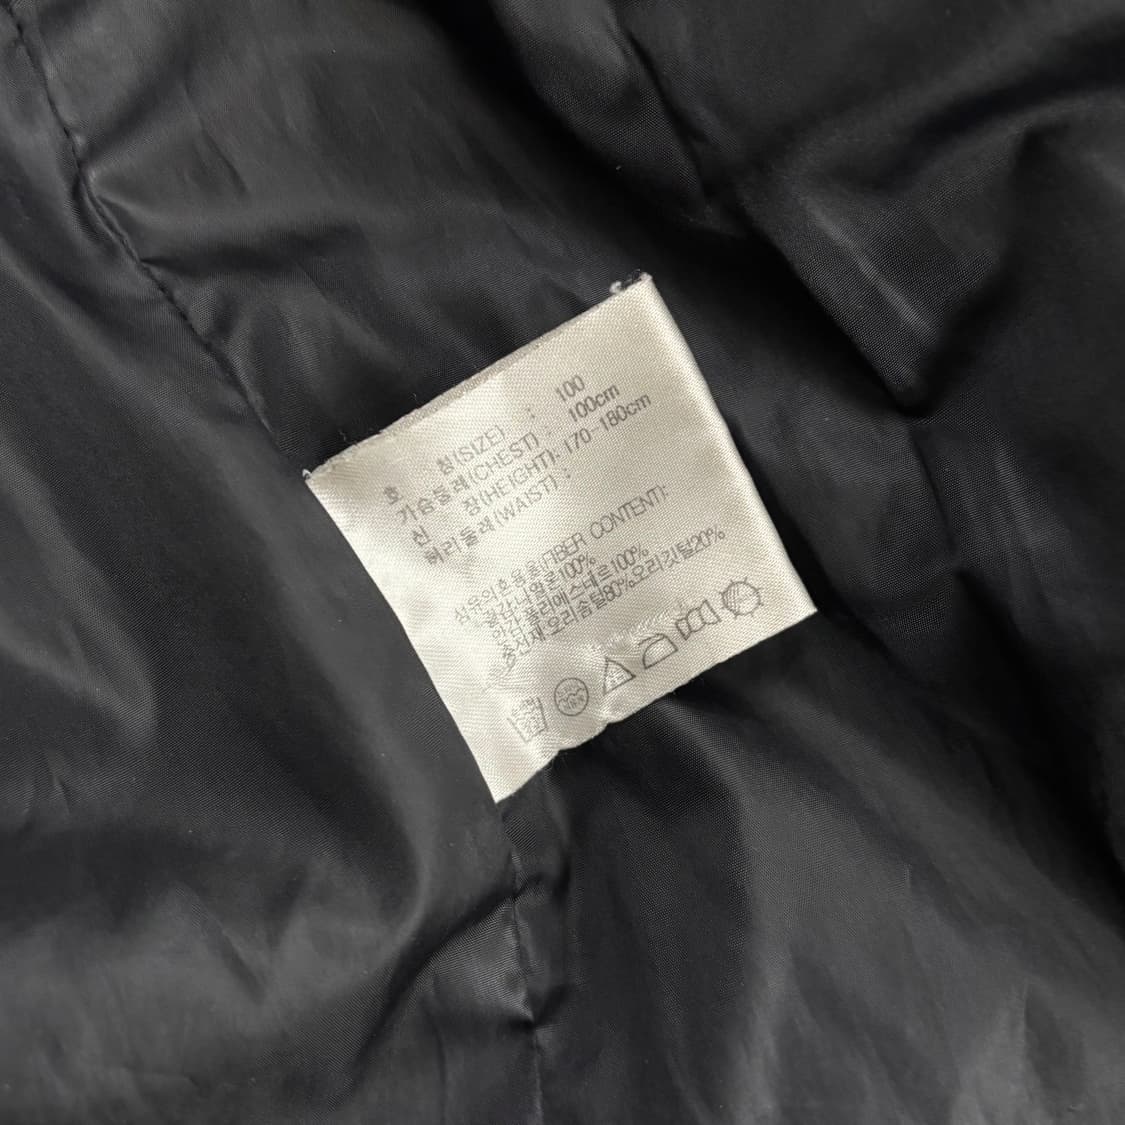 호 칭(SIZE) : 100
가슴둘레(CHEST) : 100cm
신 장(HEIGHT): 170-180cm
허리둘레(WAIST) :
섬유의혼용율(FIBER CONTENT):
겉감:나일론100%
안감:폴리에스테르100%
충전재:오리솜털80%오리깃털20%